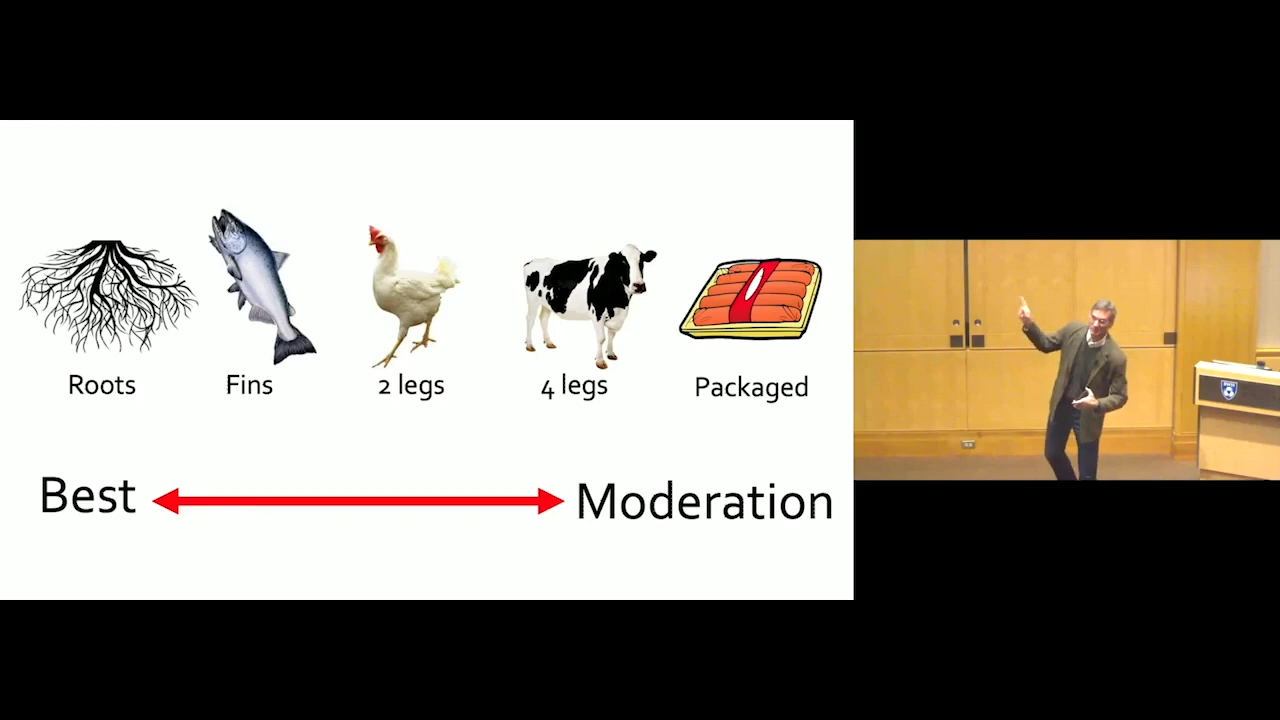 Roots
Fins
2 legs
4 legs
Packaged
Best
Moderation